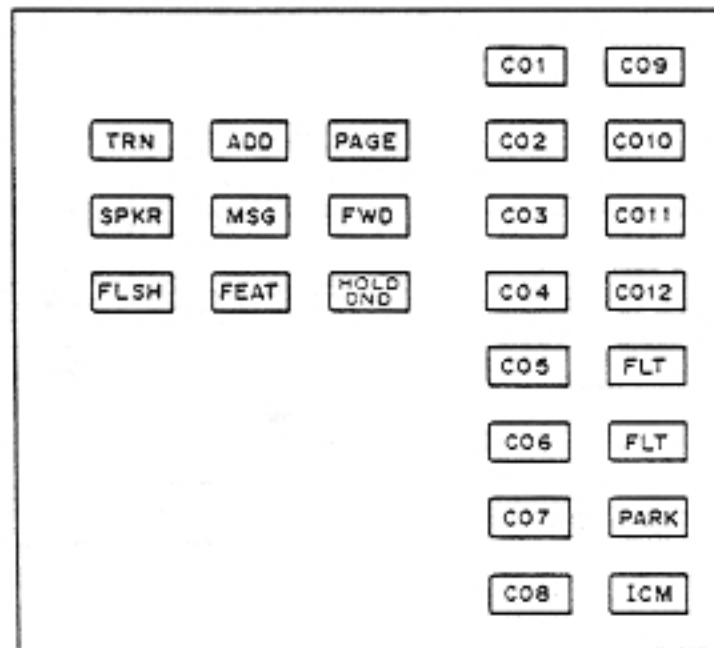 CO1 CO9
TRN ADD PAGE CO2 CO10
SPKR MSG FWD CO3 CO11
FLSH FEAT HOLD DND CO4 CO12
CO5 FLT
CO6 FLT
CO7 PARK
CO8 ICM